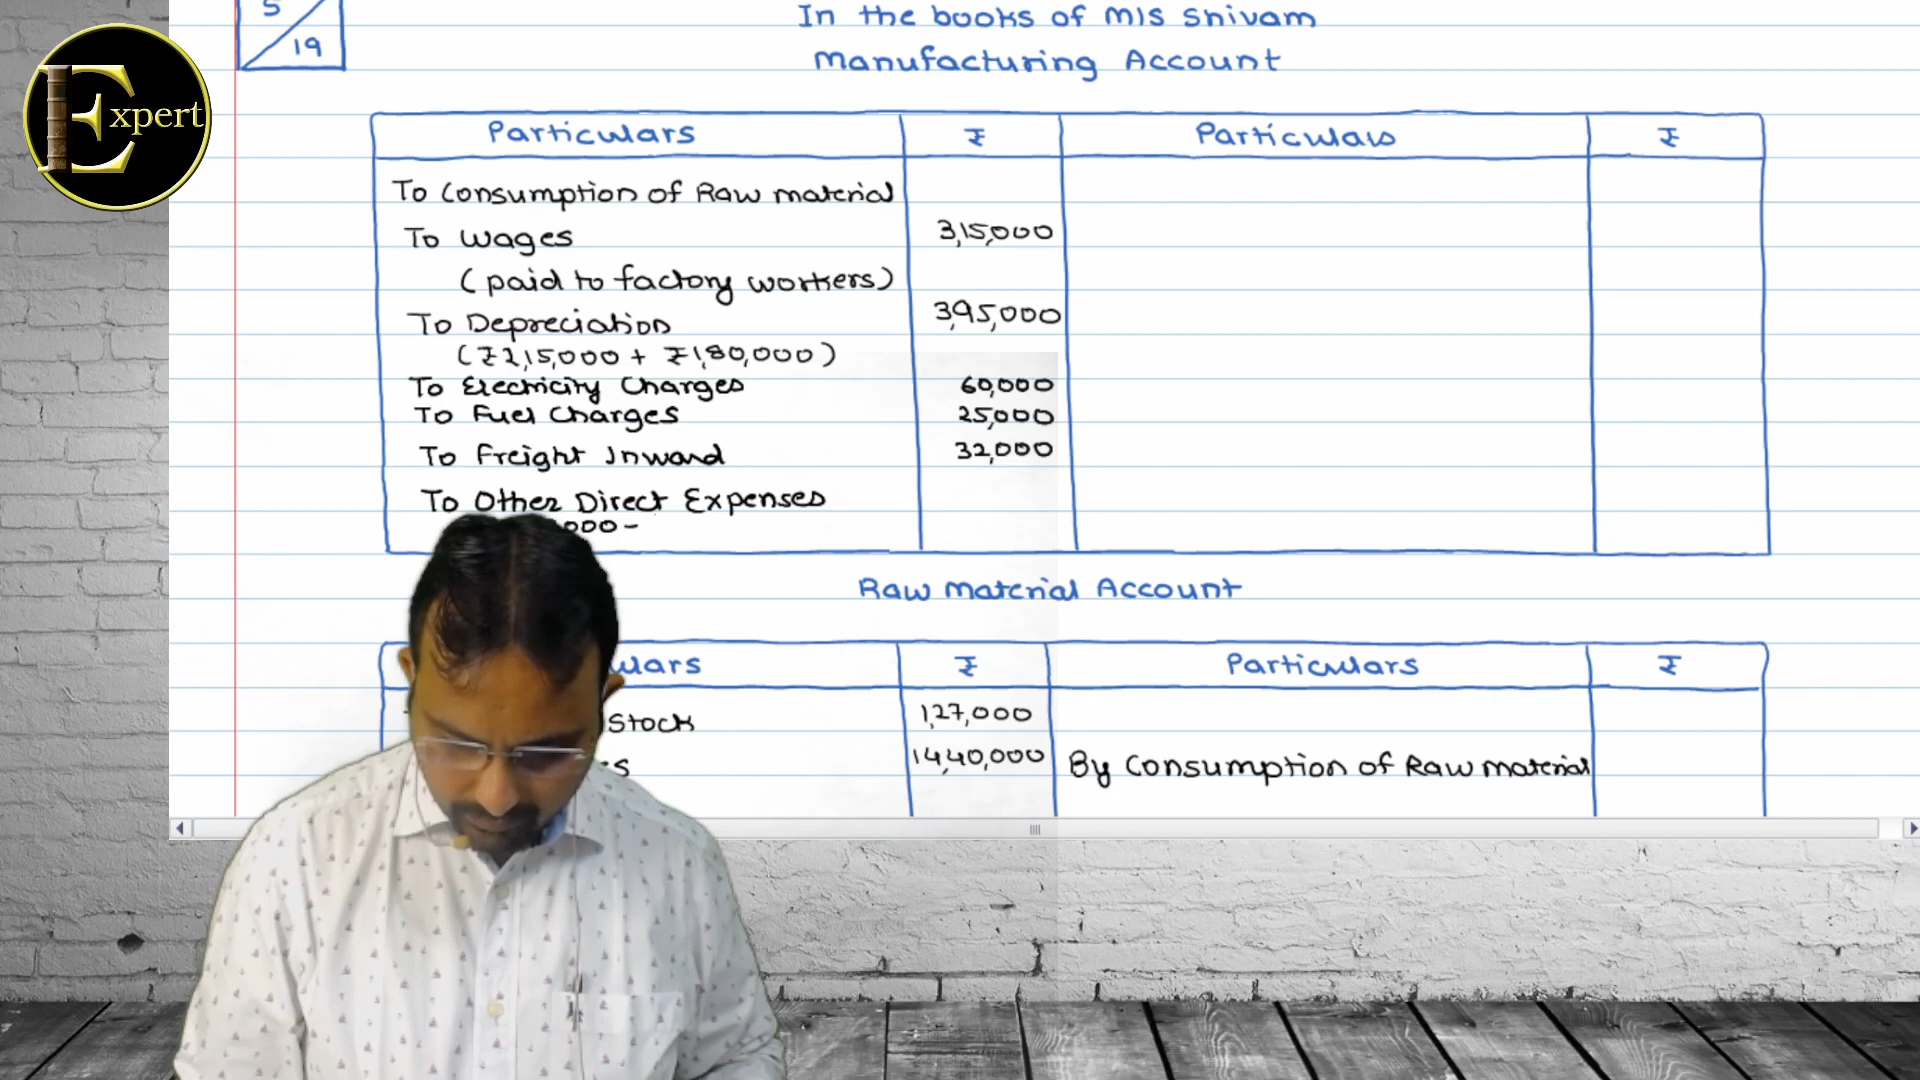 5
19
Expert
In the books of M/S Shivam
Manufacturing Account
Particulars ₹ Particulars ₹
To Consumption of Raw material
To Wages 3,15,000
(paid to factory workers)
To Depreciation 3,95,000
(₹2,15,000 + ₹1,80,000)
To Electricity Charges 60,000
To Fuel Charges 25,000
To Freight Inward 32,000
To Other Direct Expenses
000 -
Raw Material Account
ulars ₹ Particulars ₹
Stock 1,27,000
s 14,40,000 By Consumption of Raw material